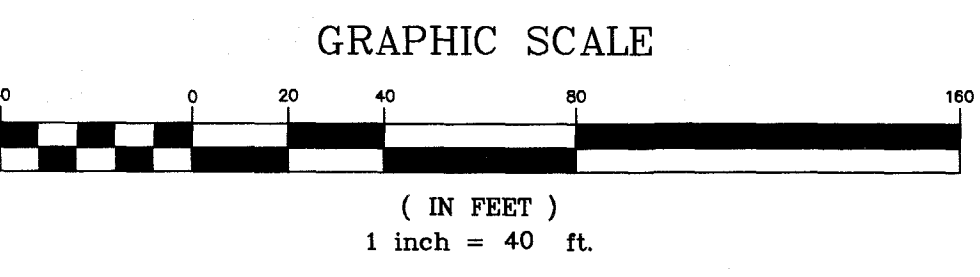 GRAPHIC SCALE
0 0 20 40 80 160
( IN FEET )
1 inch = 40 ft.